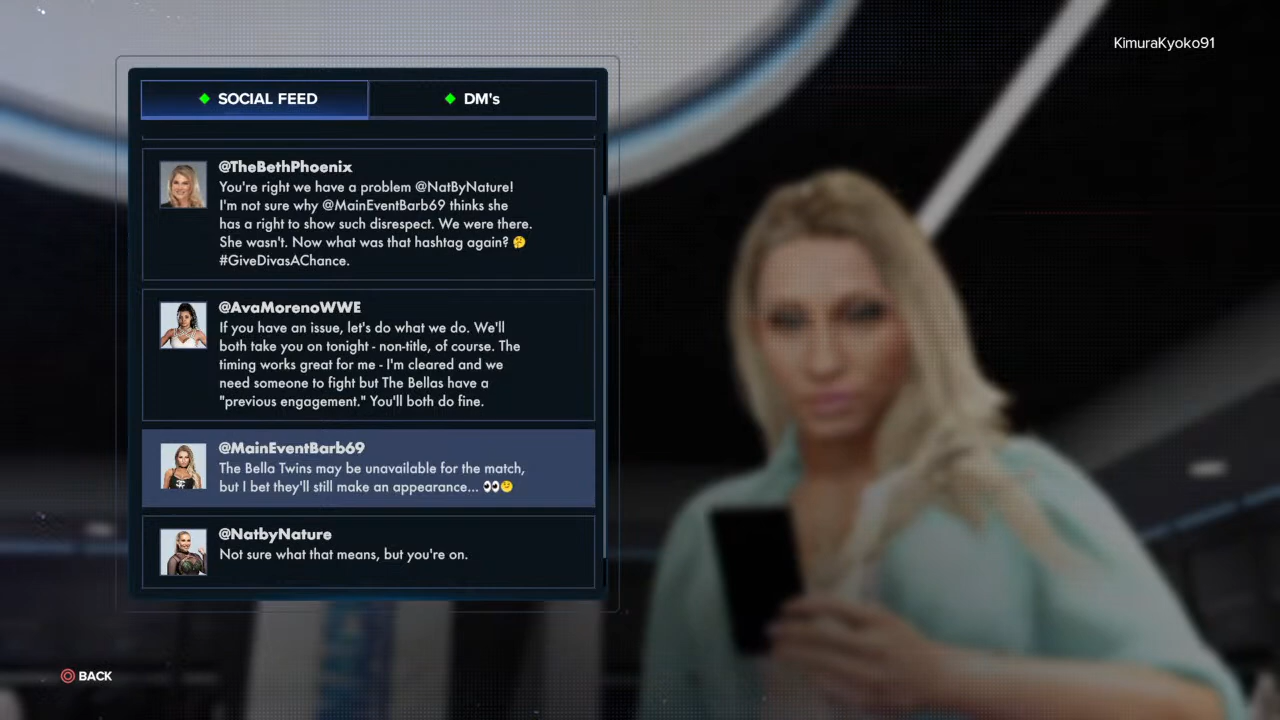 KimuraKyoko91
SOCIAL FEED
DM's
@TheBethPhoenix
You're right we have a problem @NatByNature!
I'm not sure why @MainEventBarb69 thinks she
has a right to show such disrespect. We were there.
She wasn't. Now what was that hashtag again? 🤔
#GiveDivasAChance.
@AvaMorenoWWE
If you have an issue, let's do what we do. We'll
both take you on tonight - non-title, of course. The
timing works great for me - I'm cleared and we
need someone to fight but The Bellas have a
"previous engagement." You'll both do fine.
@MainEventBarb69
The Bella Twins may be unavailable for the match,
but I bet they'll still make an appearance... 👀🤔
@NatbyNature
Not sure what that means, but you're on.
BACK